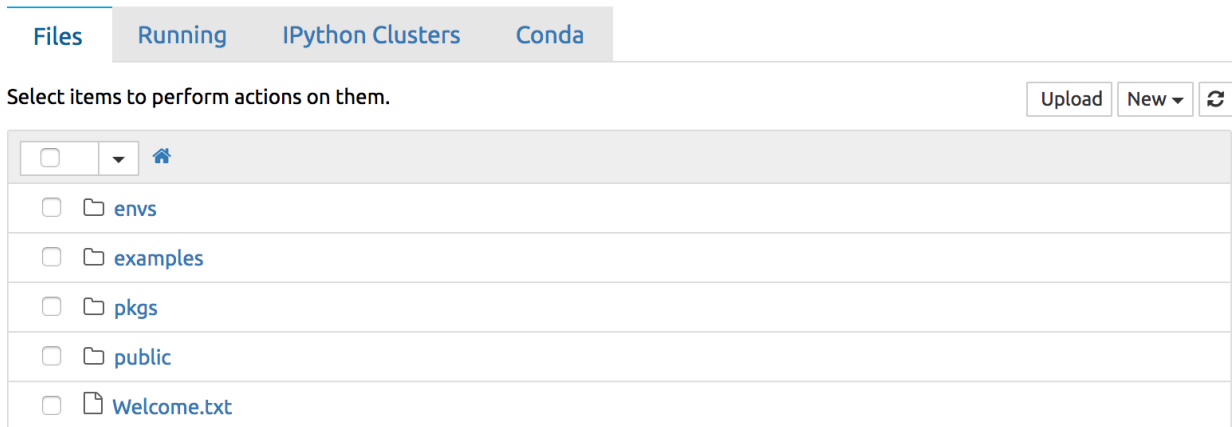 Files Running IPython Clusters Conda
Select items to perform actions on them. Upload New
envs
examples
pkgs
public
Welcome.txt